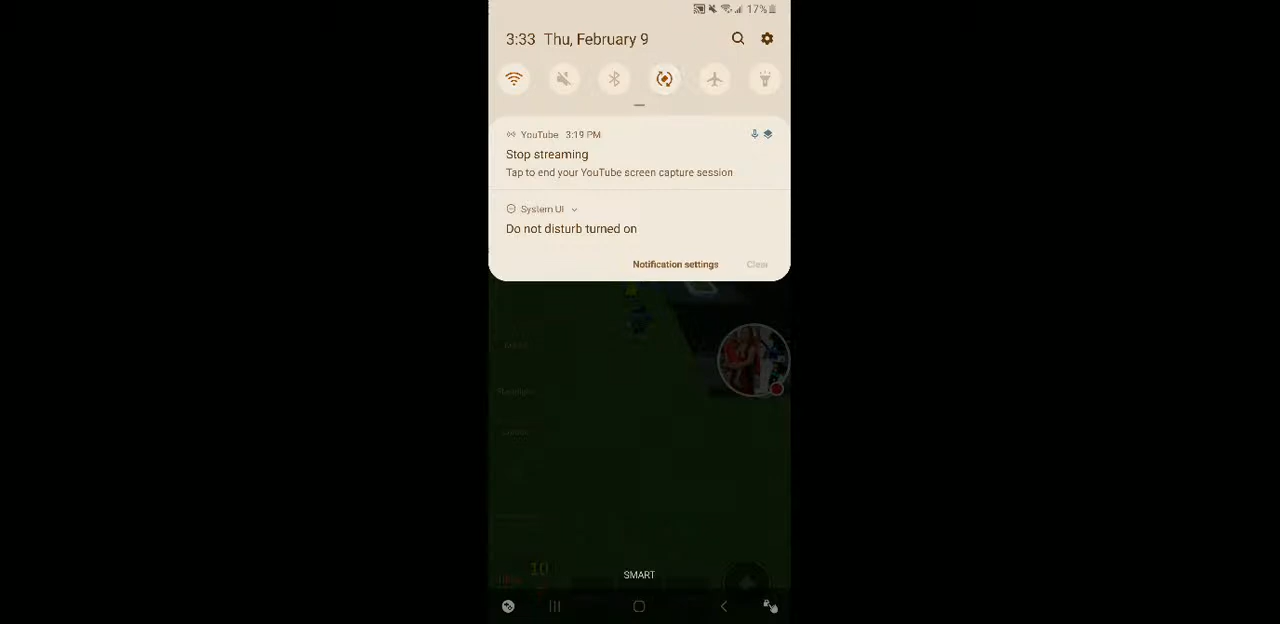 17%
3:33 Thu, February 9
YouTube 3:19 PM
Stop streaming
Tap to end your YouTube screen capture session
System UI
Do not disturb turned on
Notification settings Clear
10
SMART